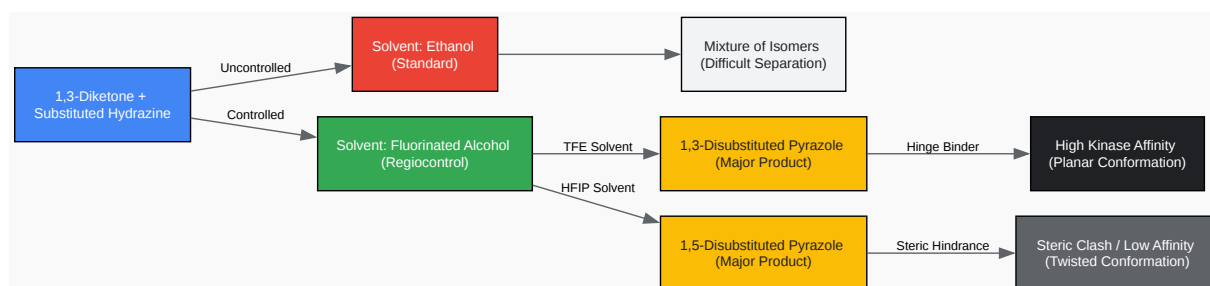 1,3-Diketone +
Substituted Hydrazine
Uncontrolled
Controlled
Solvent: Ethanol
(Standard)
Mixture of Isomers
(Difficult Separation)
Solvent: Fluorinated Alcohol
(Regiocontrol)
TFE Solvent
HFIP Solvent
1,3-Disubstituted Pyrazole
(Major Product)
Hinge Binder
High Kinase Affinity
(Planar Conformation)
1,5-Disubstituted Pyrazole
(Major Product)
Steric Hindrance
Steric Clash / Low Affinity
(Twisted Conformation)